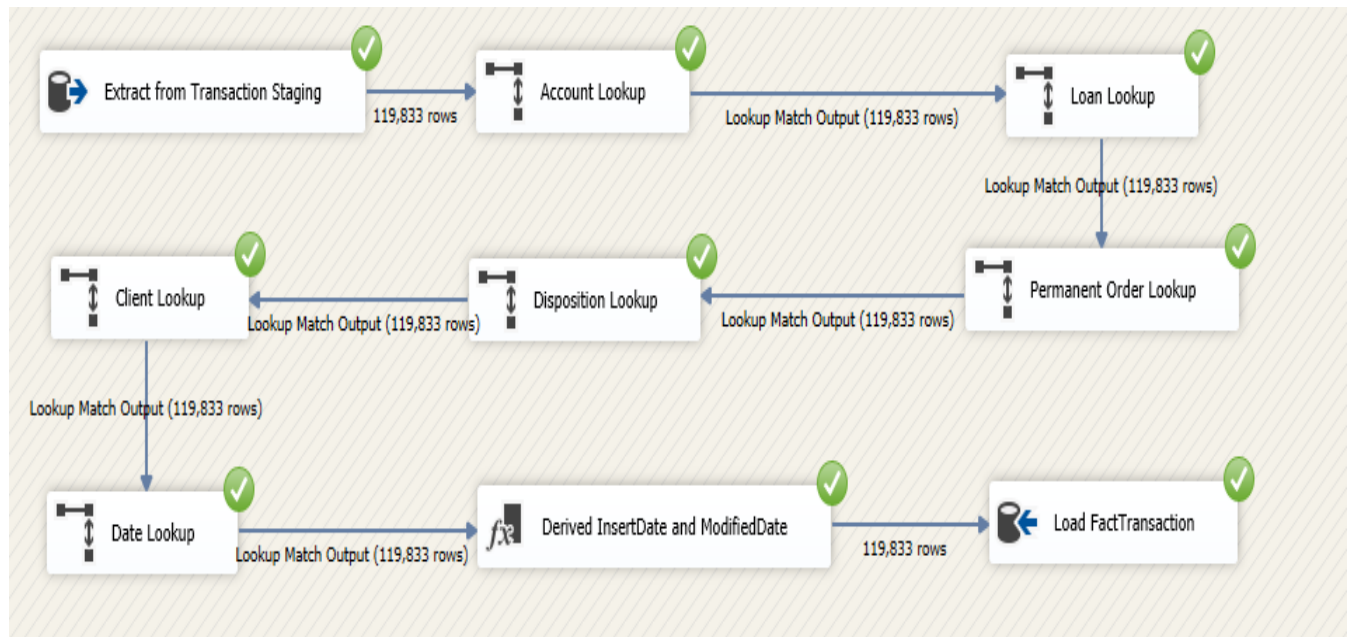 Extract from Transaction Staging
119,833 rows
Account Lookup
Lookup Match Output (119,833 rows)
Loan Lookup
Lookup Match Output (119,833 rows)
Permanent Order Lookup
Lookup Match Output (119,833 rows)
Disposition Lookup
Lookup Match Output (119,833 rows)
Client Lookup
Lookup Match Output (119,833 rows)
Date Lookup
Lookup Match Output (119,833 rows)
fx
Derived InsertDate and ModifiedDate
119,833 rows
Load FactTransaction